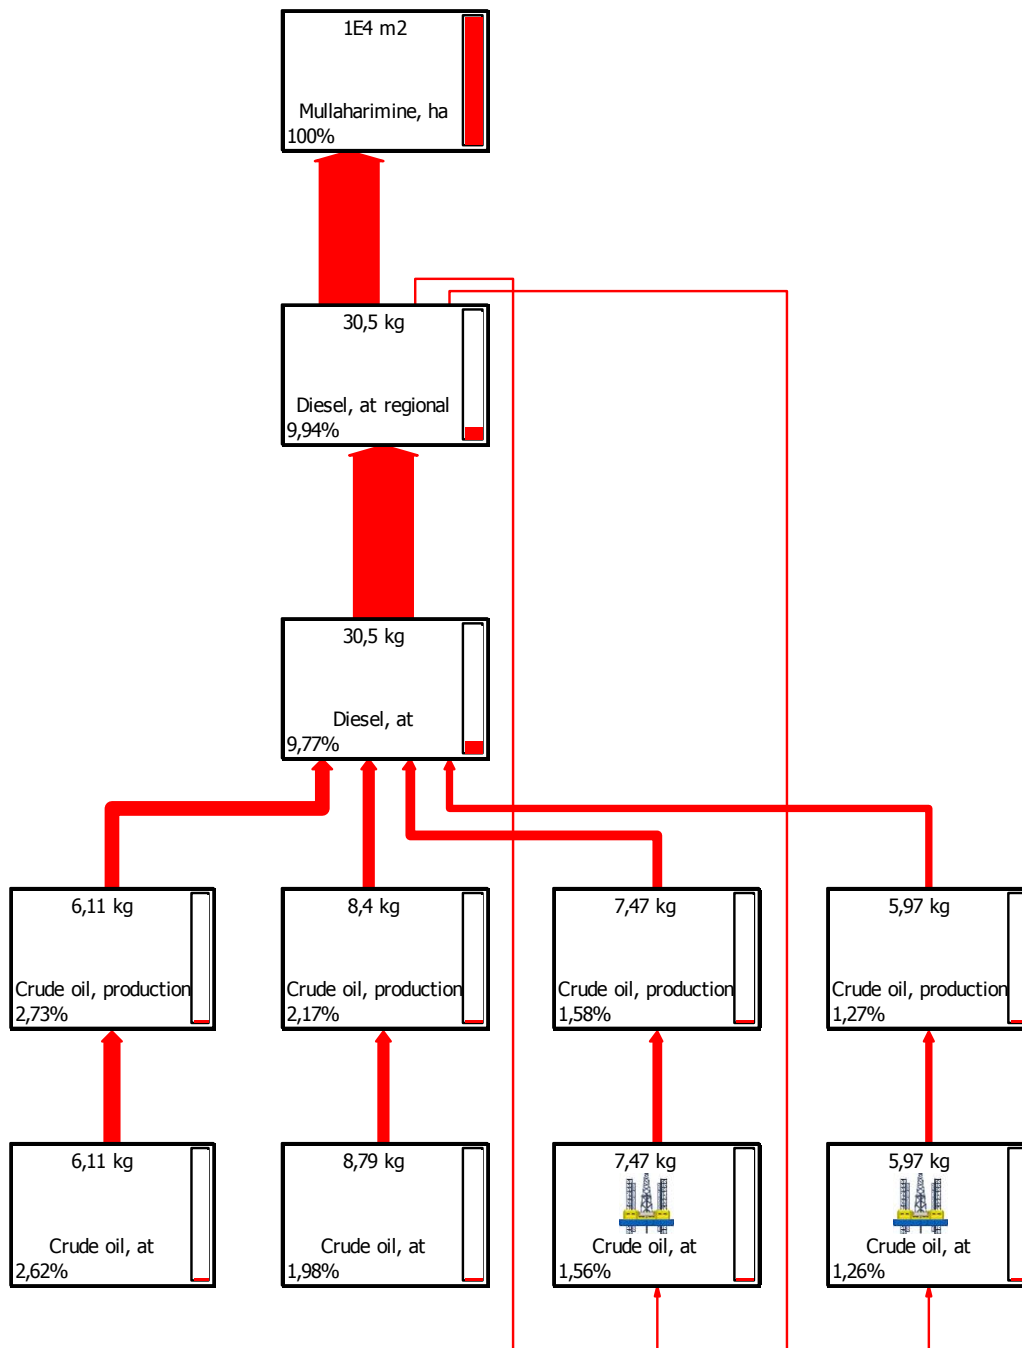 1E4 m2
Mullaharimine, ha
100%
30,5 kg
Diesel, at regional
9,94%
30,5 kg
Diesel, at
9,77%
6,11 kg
Crude oil, production
2,73%
8,4 kg
Crude oil, production
2,17%
7,47 kg
Crude oil, production
1,58%
5,97 kg
Crude oil, production
1,27%
6,11 kg
Crude oil, at
2,62%
8,79 kg
Crude oil, at
1,98%
7,47 kg
Crude oil, at
1,56%
5,97 kg
Crude oil, at
1,26%